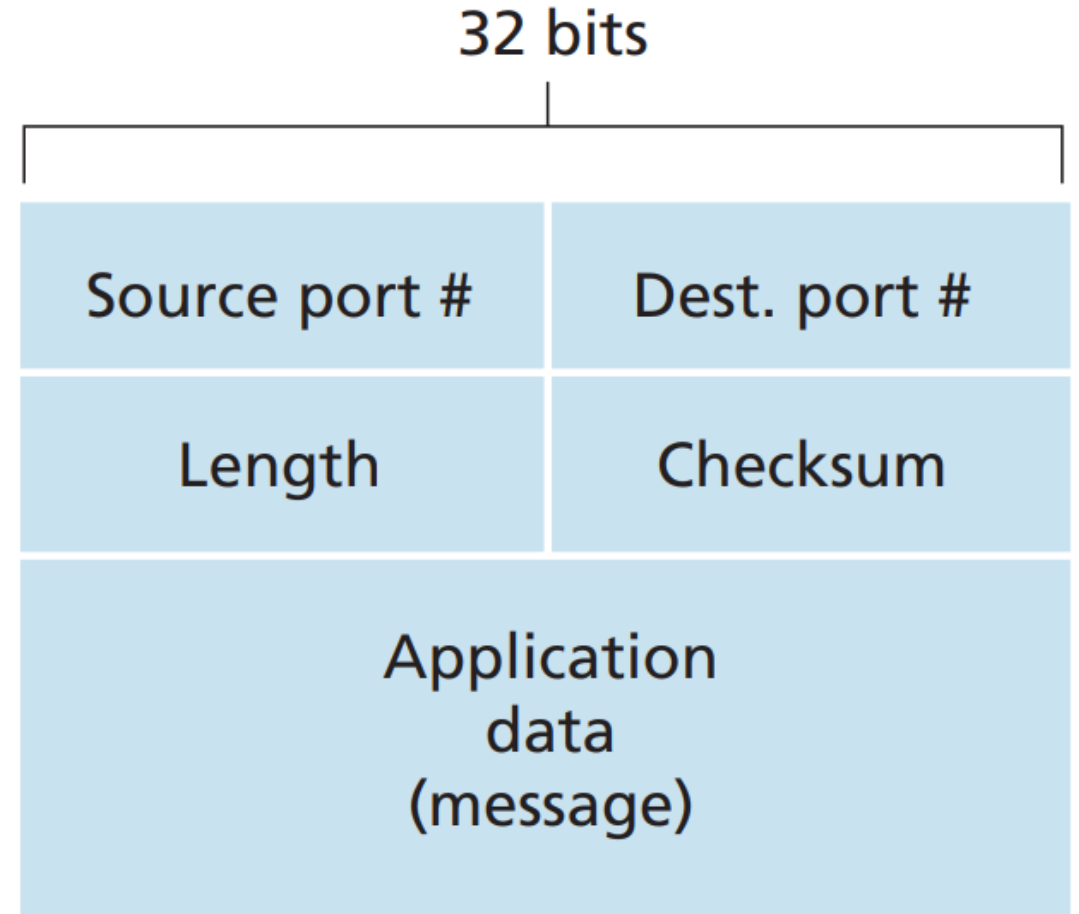 32 bits
Source port #
Dest. port #
Length
Checksum
Application
data
(message)